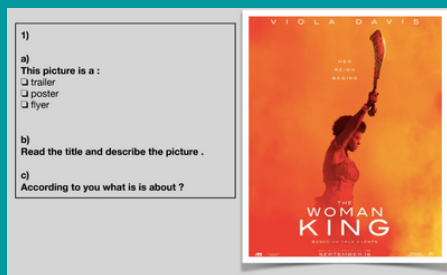 1)
a)
This picture is a :
❏ trailer
❏ poster
❏ flyer
b)
Read the title and describe the picture .
c)
According to you what is is about ?
VIOLA DAVIS
HER
REIGN
BEGINS
THE
WOMAN
KING
BASED ON TRUE EVENTS
SEPTEMBER 16